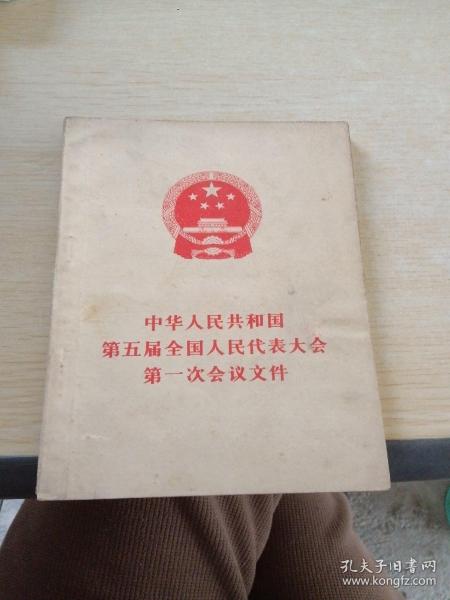 中华人民共和国
第五届全国人民代表大会
第一次会议文件
孔夫子旧书网
www.kongfz.com